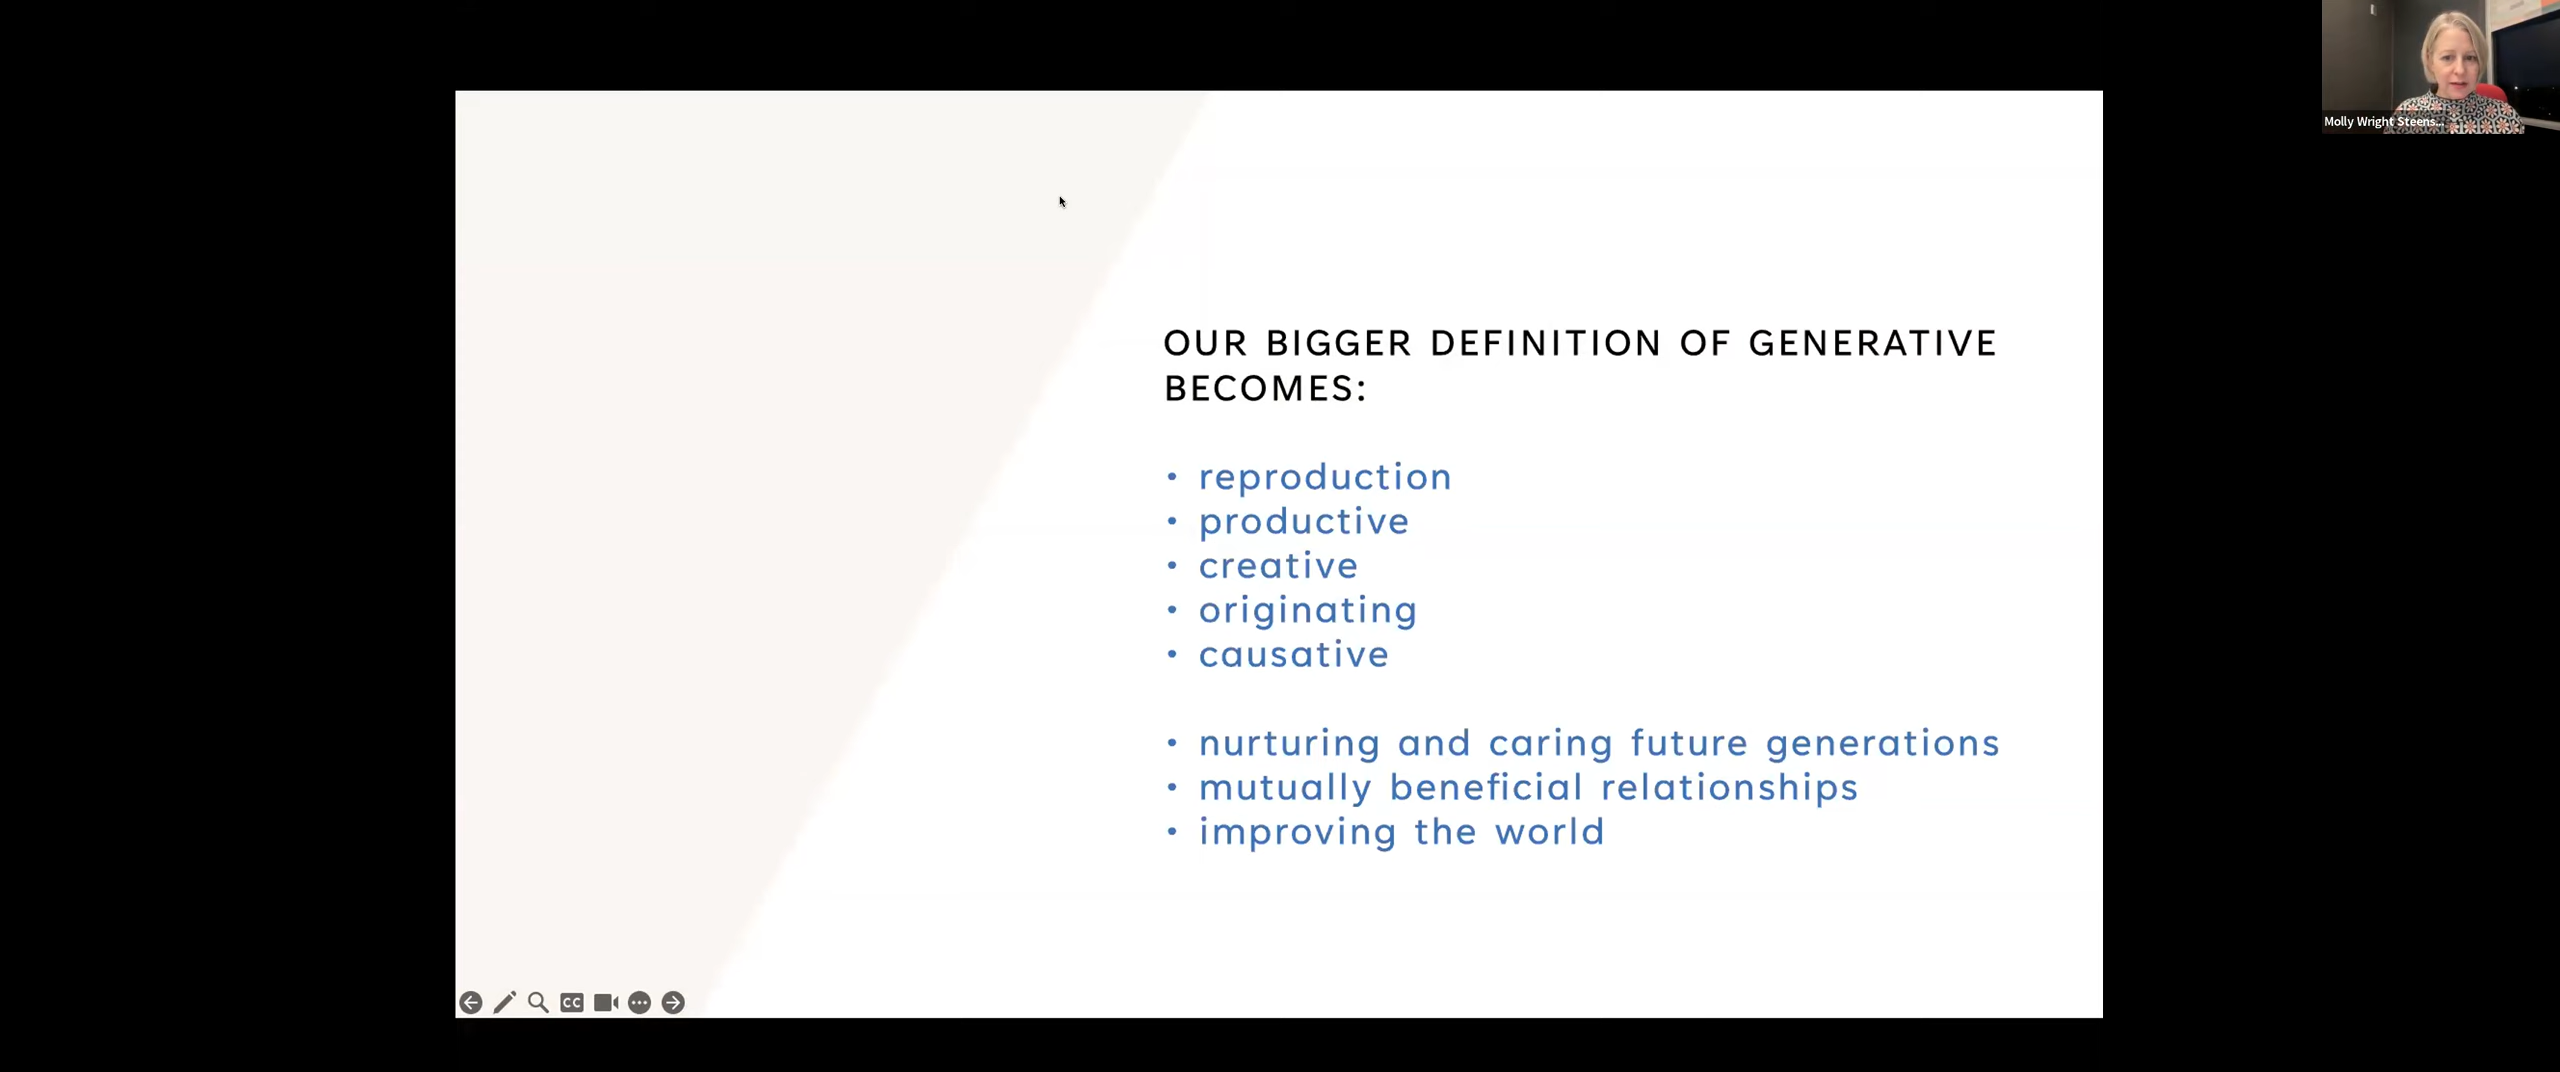 Molly Wright Steens...
OUR BIGGER DEFINITION OF GENERATIVE
BECOMES:
• reproduction
• productive
• creative
• originating
• causative
• nurturing and caring future generations
• mutually beneficial relationships
• improving the world
CC